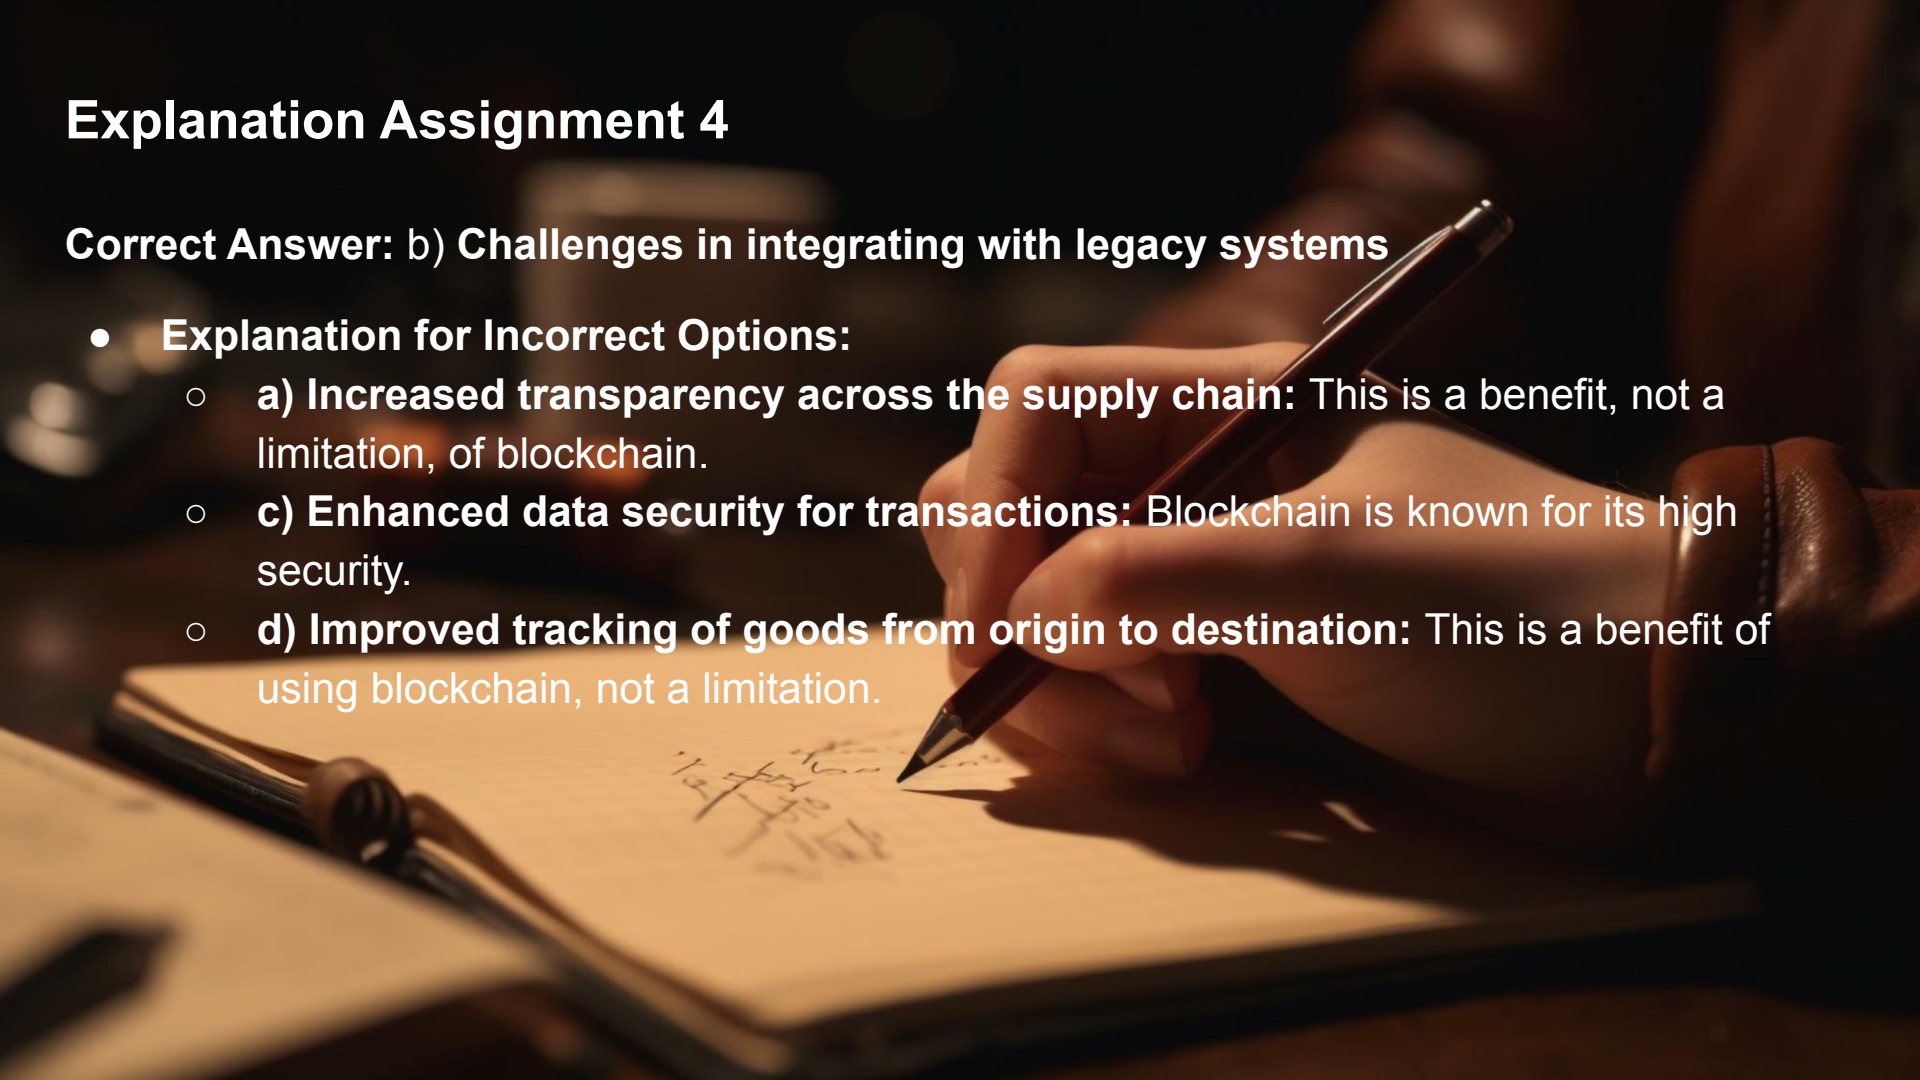 Explanation Assignment 4
Correct Answer: b) Challenges in integrating with legacy systems
● Explanation for Incorrect Options:
○ a) Increased transparency across the supply chain: This is a benefit, not a
limitation, of blockchain.
○ c) Enhanced data security for transactions: Blockchain is known for its high
security.
○ d) Improved tracking of goods from origin to destination: This is a benefit of
using blockchain, not a limitation.